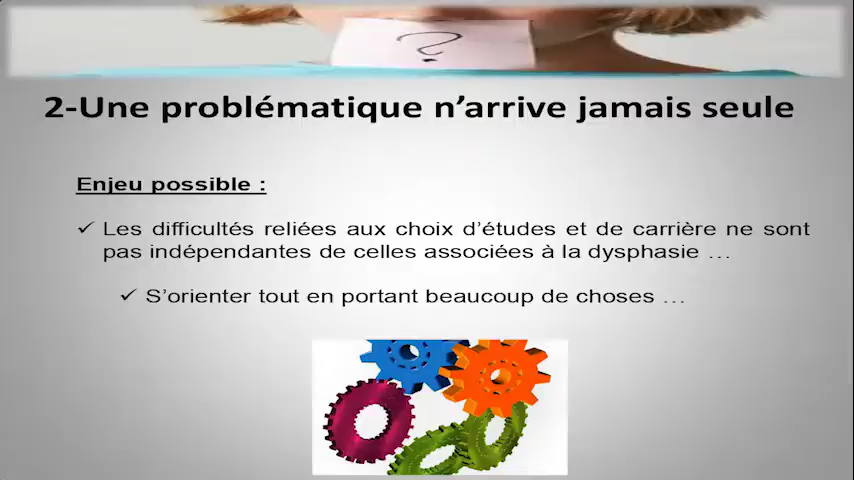 ?
2-Une problématique n’arrive jamais seule
Enjeu possible :
✓ Les difficultés reliées aux choix d’études et de carrière ne sont
pas indépendantes de celles associées à la dysphasie …
✓ S’orienter tout en portant beaucoup de choses …